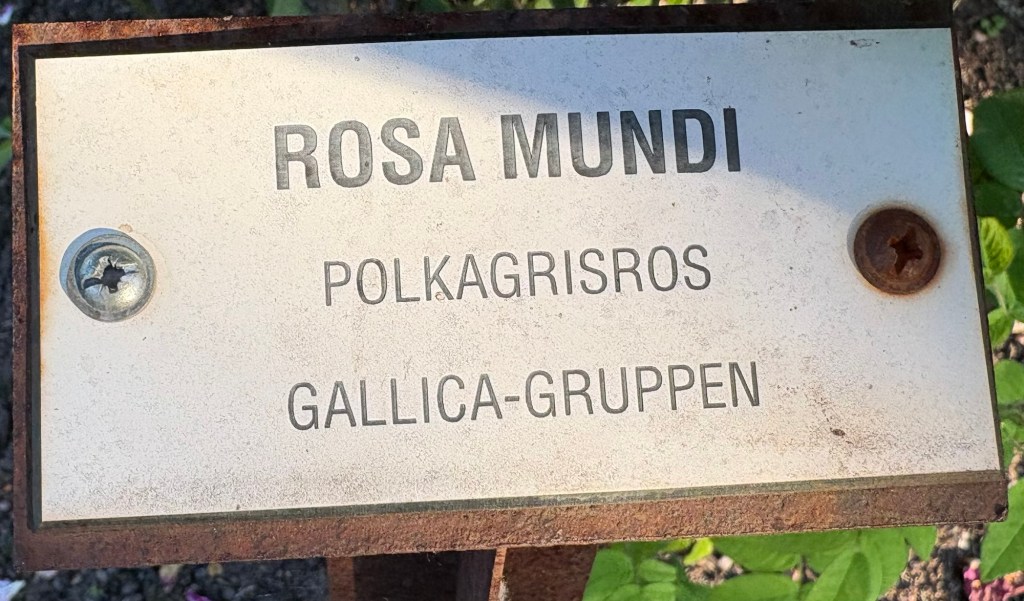 ROSA MUNDI
POLKAGRISROS
GALLICA-GRUPPEN